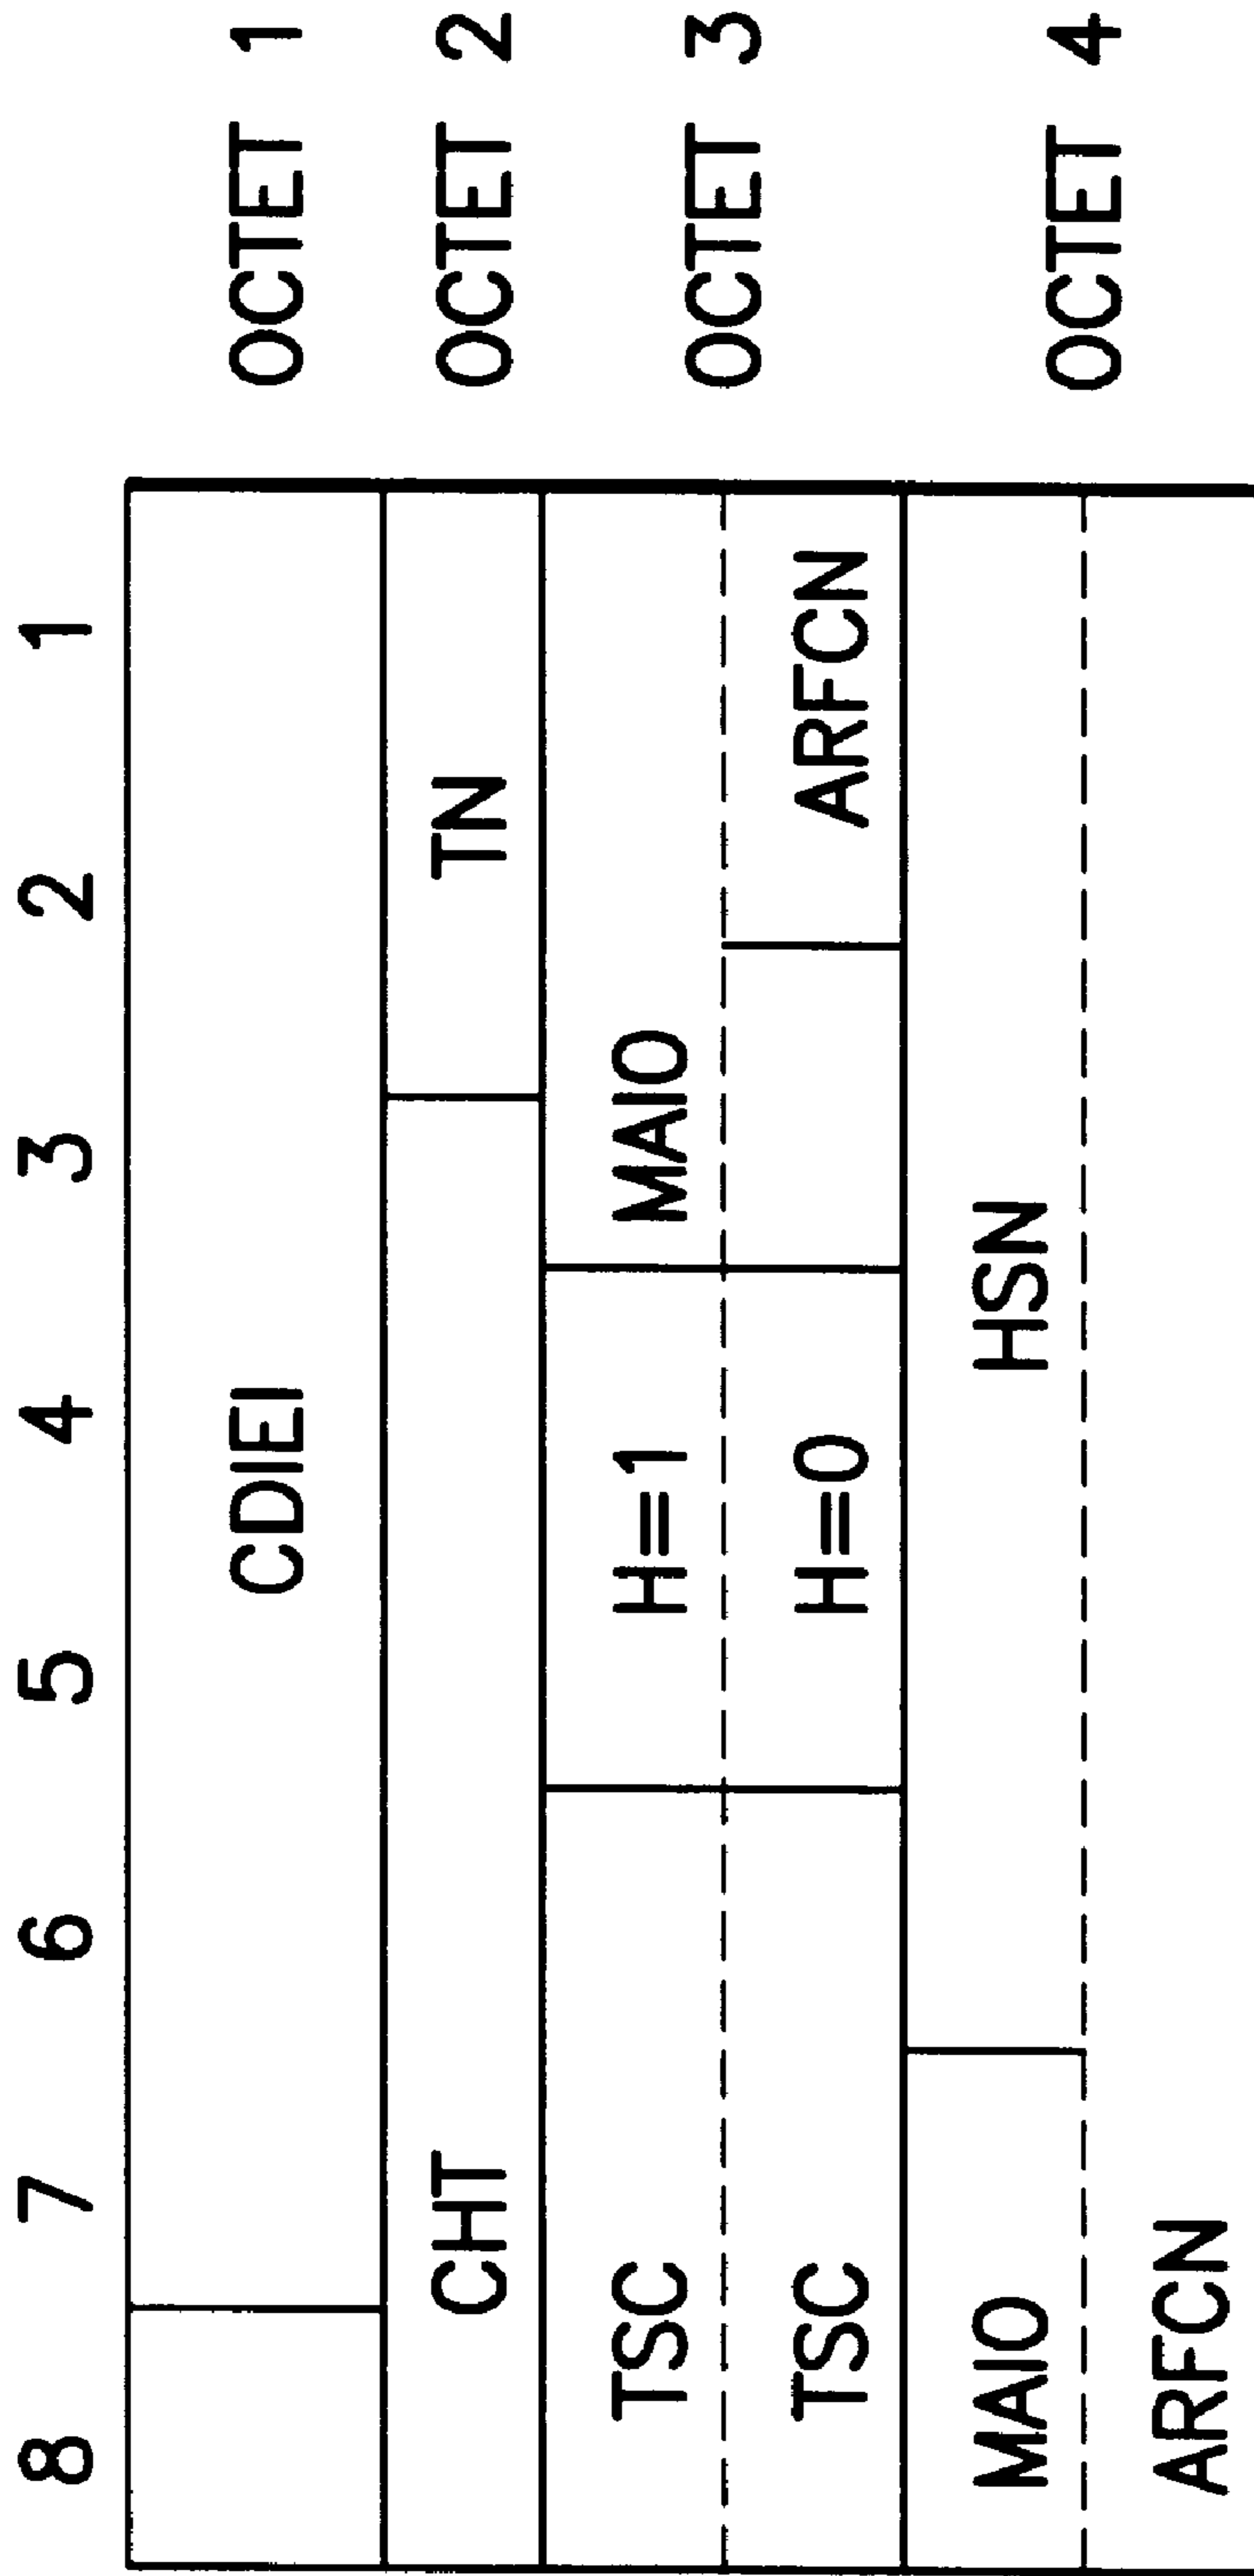 8 7 6 5 4 3 2 1
CDIEI OCTET 1
CHT TN OCTET 2
TSC H=1 MAIO OCTET 3
TSC H=0 ARFCN
MAIO HSN OCTET 4
ARFCN